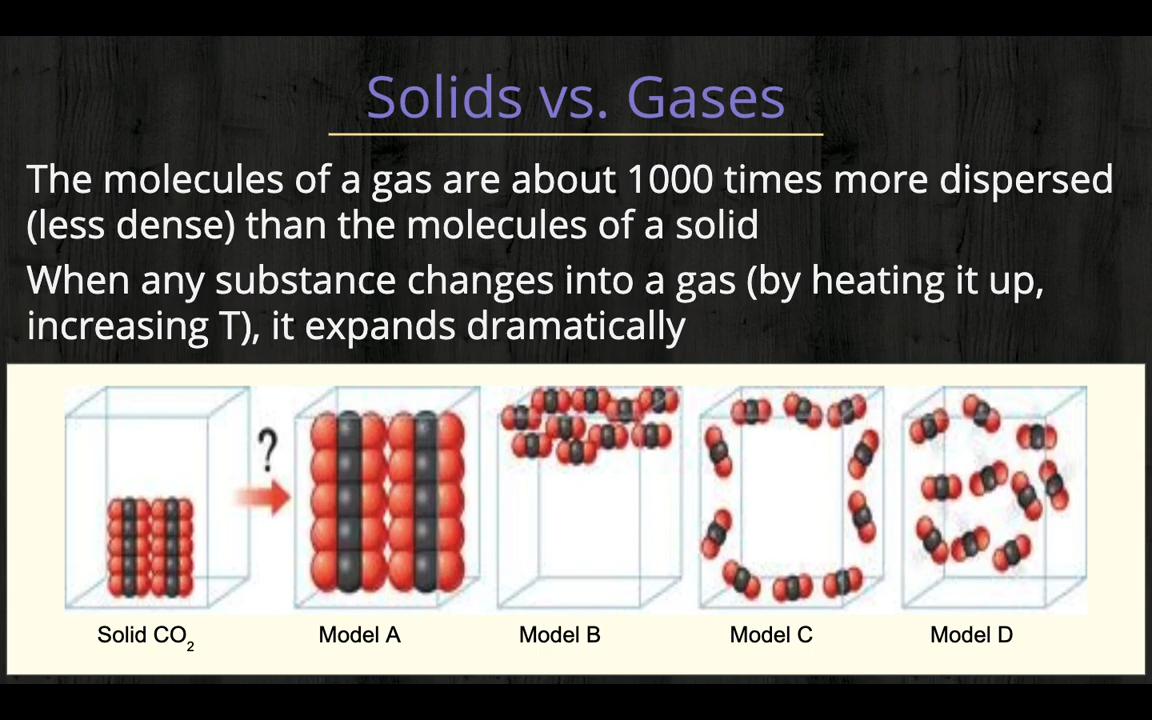 Solids vs. Gases
The molecules of a gas are about 1000 times more dispersed
(less dense) than the molecules of a solid
When any substance changes into a gas (by heating it up,
increasing T), it expands dramatically
?
Solid CO₂ Model A Model B Model C Model D